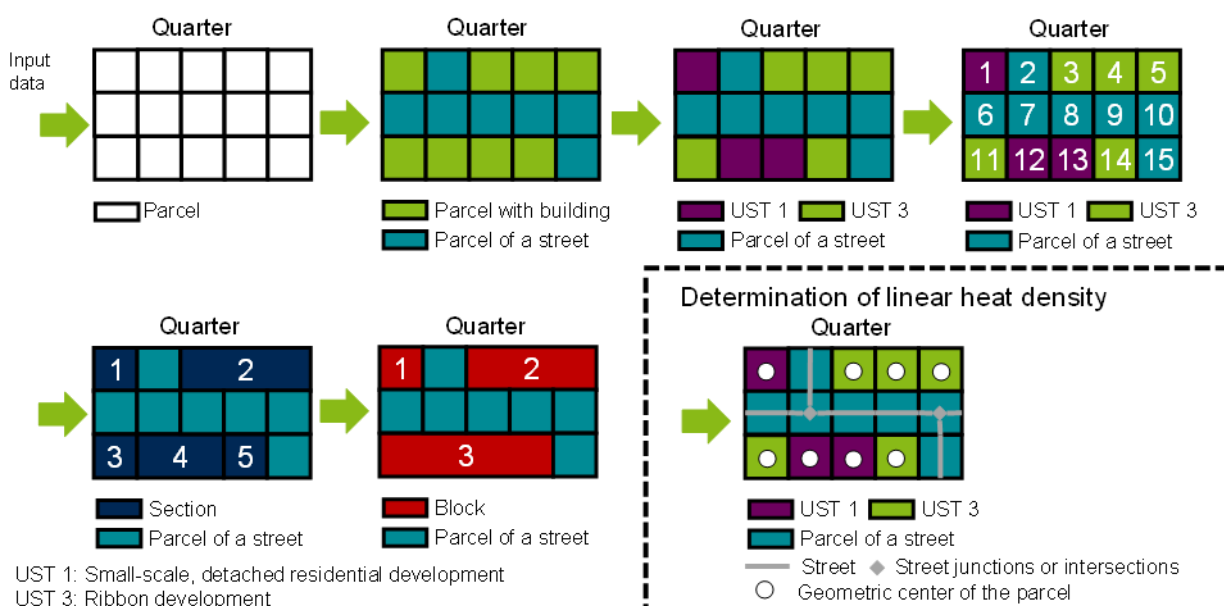 Quarter
Quarter
Quarter
Quarter
Input
data
1 2 3 4 5
6 7 8 9 10
11 12 13 14 15
Parcel
Parcel with building
Parcel of a street
UST 1 UST 3
Parcel of a street
UST 1 UST 3
Parcel of a street
Quarter
1 2
3 4 5
Section
Parcel of a street
Quarter
1 2
3
Block
Parcel of a street
Determination of linear heat density
Quarter
UST 1 UST 3
Parcel of a street
Street Street junctions or intersections
Geometric center of the parcel
UST 1: Small-scale, detached residential development
UST 3: Ribbon development